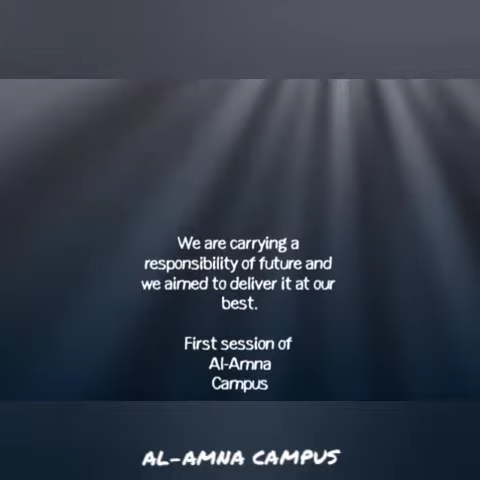 We are carrying a
responsibility of future and
we aimed to deliver it at our
best.
First session of
Al-Amna
Campus
AL-AMNA CAMPUS